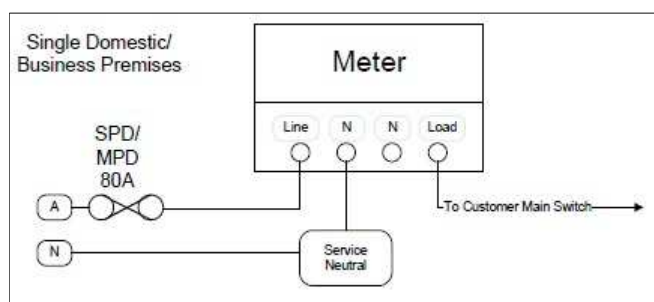 Single Domestic/
Business Premises
Meter
Line N N Load
SPD/
MPD
80A
A
To Customer Main Switch
N
Service
Neutral